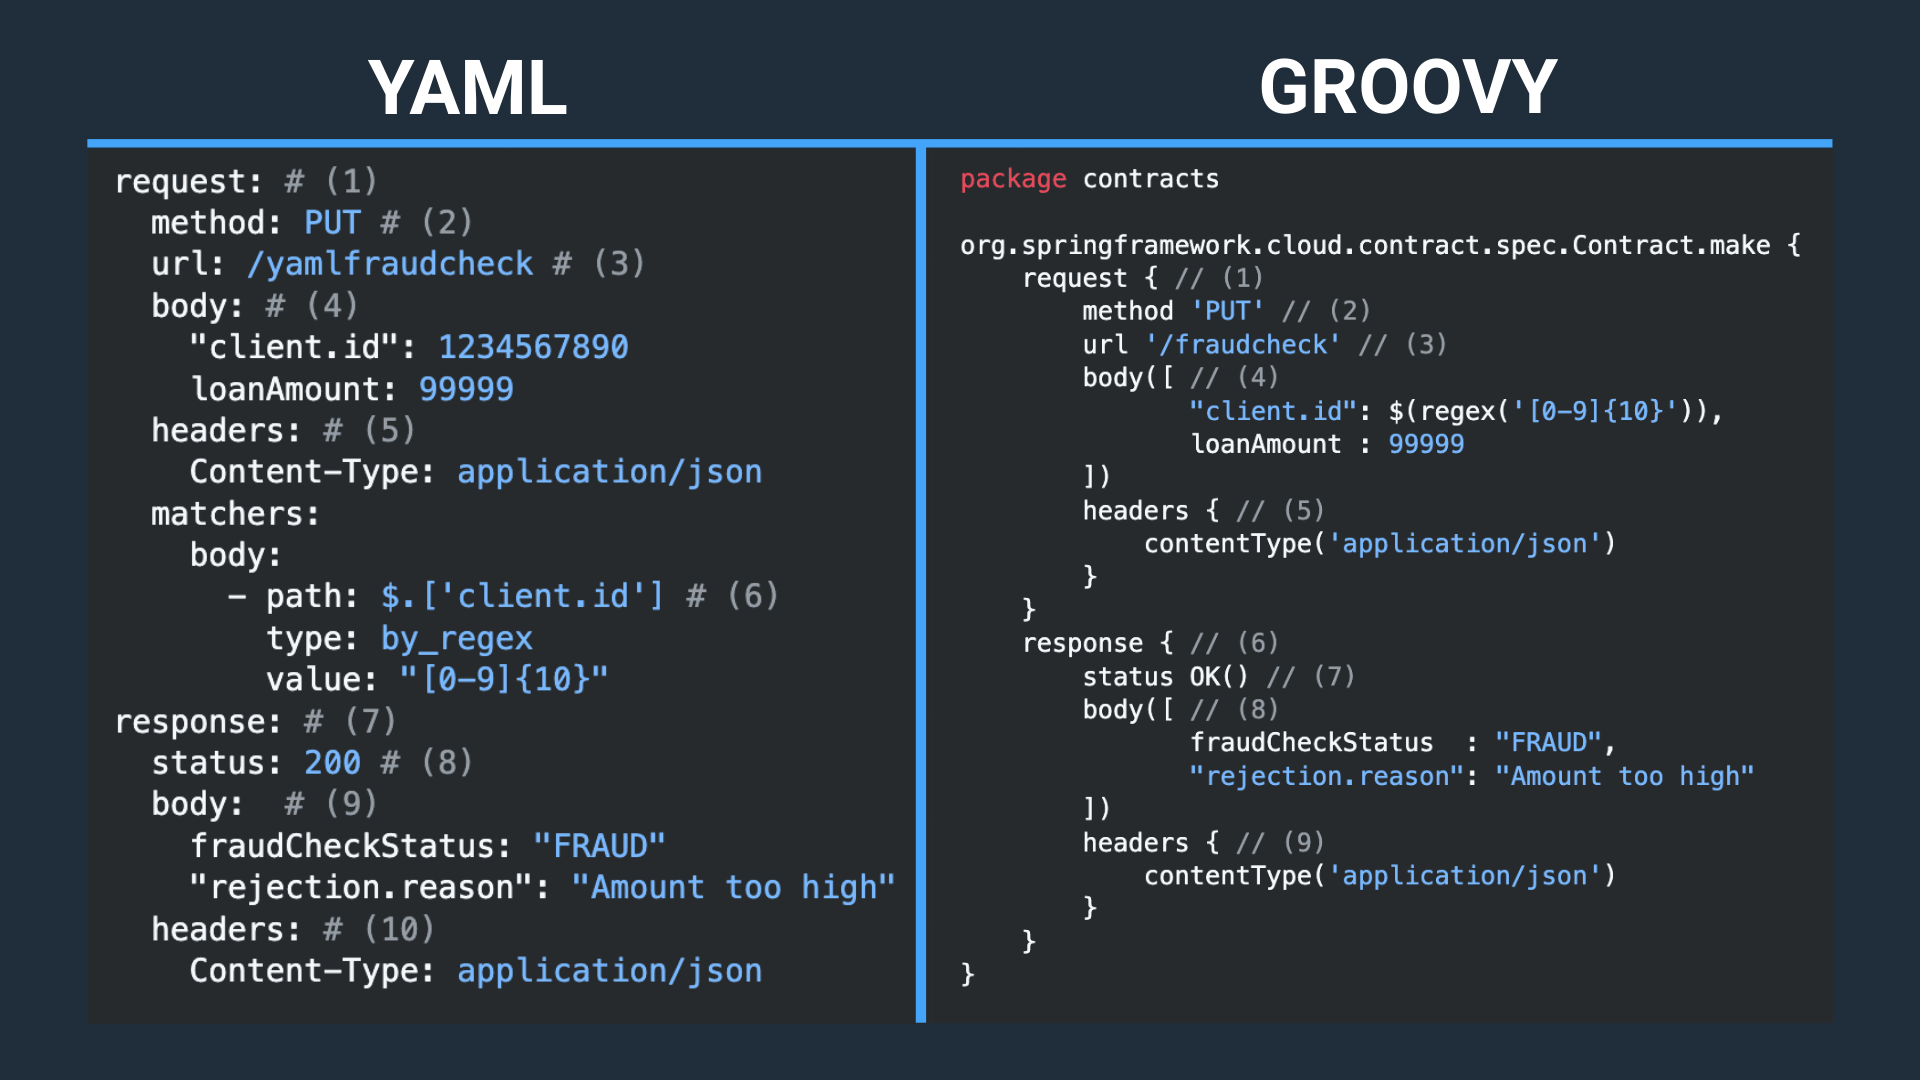 YAML
request: # (1)
  method: PUT # (2)
  url: /yamlfraudcheck # (3)
  body: # (4)
    "client.id": 1234567890
    loanAmount: 99999
  headers: # (5)
    Content-Type: application/json
  matchers:
    body:
      - path: $.['client.id'] # (6)
        type: by_regex
        value: "[0-9]{10}"
response: # (7)
  status: 200 # (8)
  body:  # (9)
    fraudCheckStatus: "FRAUD"
    "rejection.reason": "Amount too high"
  headers: # (10)
    Content-Type: application/json
GROOVY
package contracts
org.springframework.cloud.contract.spec.Contract.make {
    request { // (1)
        method 'PUT' // (2)
        url '/fraudcheck' // (3)
        body([ // (4)
               "client.id": $(regex('[0-9]{10}')),
               loanAmount : 99999
        ])
        headers { // (5)
            contentType('application/json')
        }
    }
    response { // (6)
        status OK() // (7)
        body([ // (8)
               fraudCheckStatus  : "FRAUD",
               "rejection.reason": "Amount too high"
        ])
        headers { // (9)
            contentType('application/json')
        }
    }
}